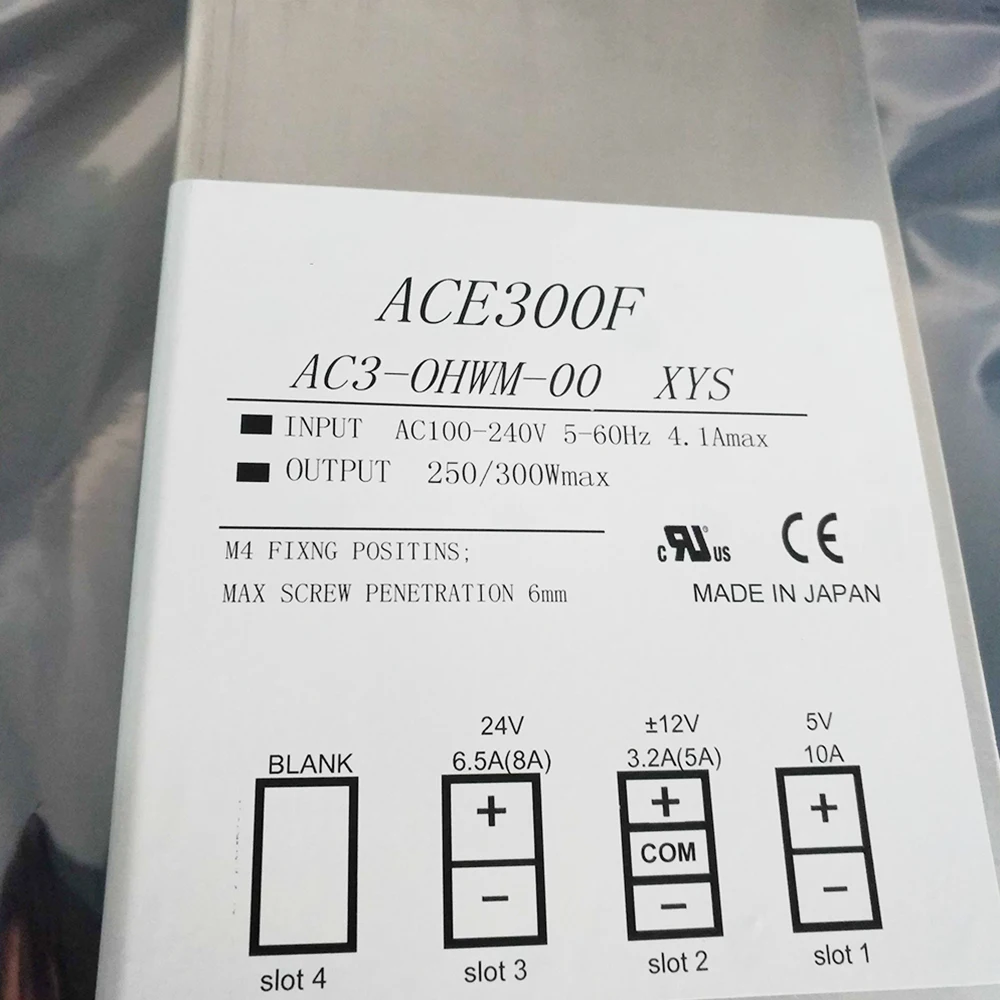 ACE300F
AC3-OHWM-00 XYS
INPUT AC100-240V 5-60Hz 4.1Amax
OUTPUT 250/300Wmax
M4 FIXNG POSITINS;
MAX SCREW PENETRATION 6mm
c RU US CE
MADE IN JAPAN
24V ±12V 5V
BLANK 6.5A(8A) 3.2A(5A) 10A
+ + +
COM
− − −
slot 4 slot 3 slot 2 slot 1